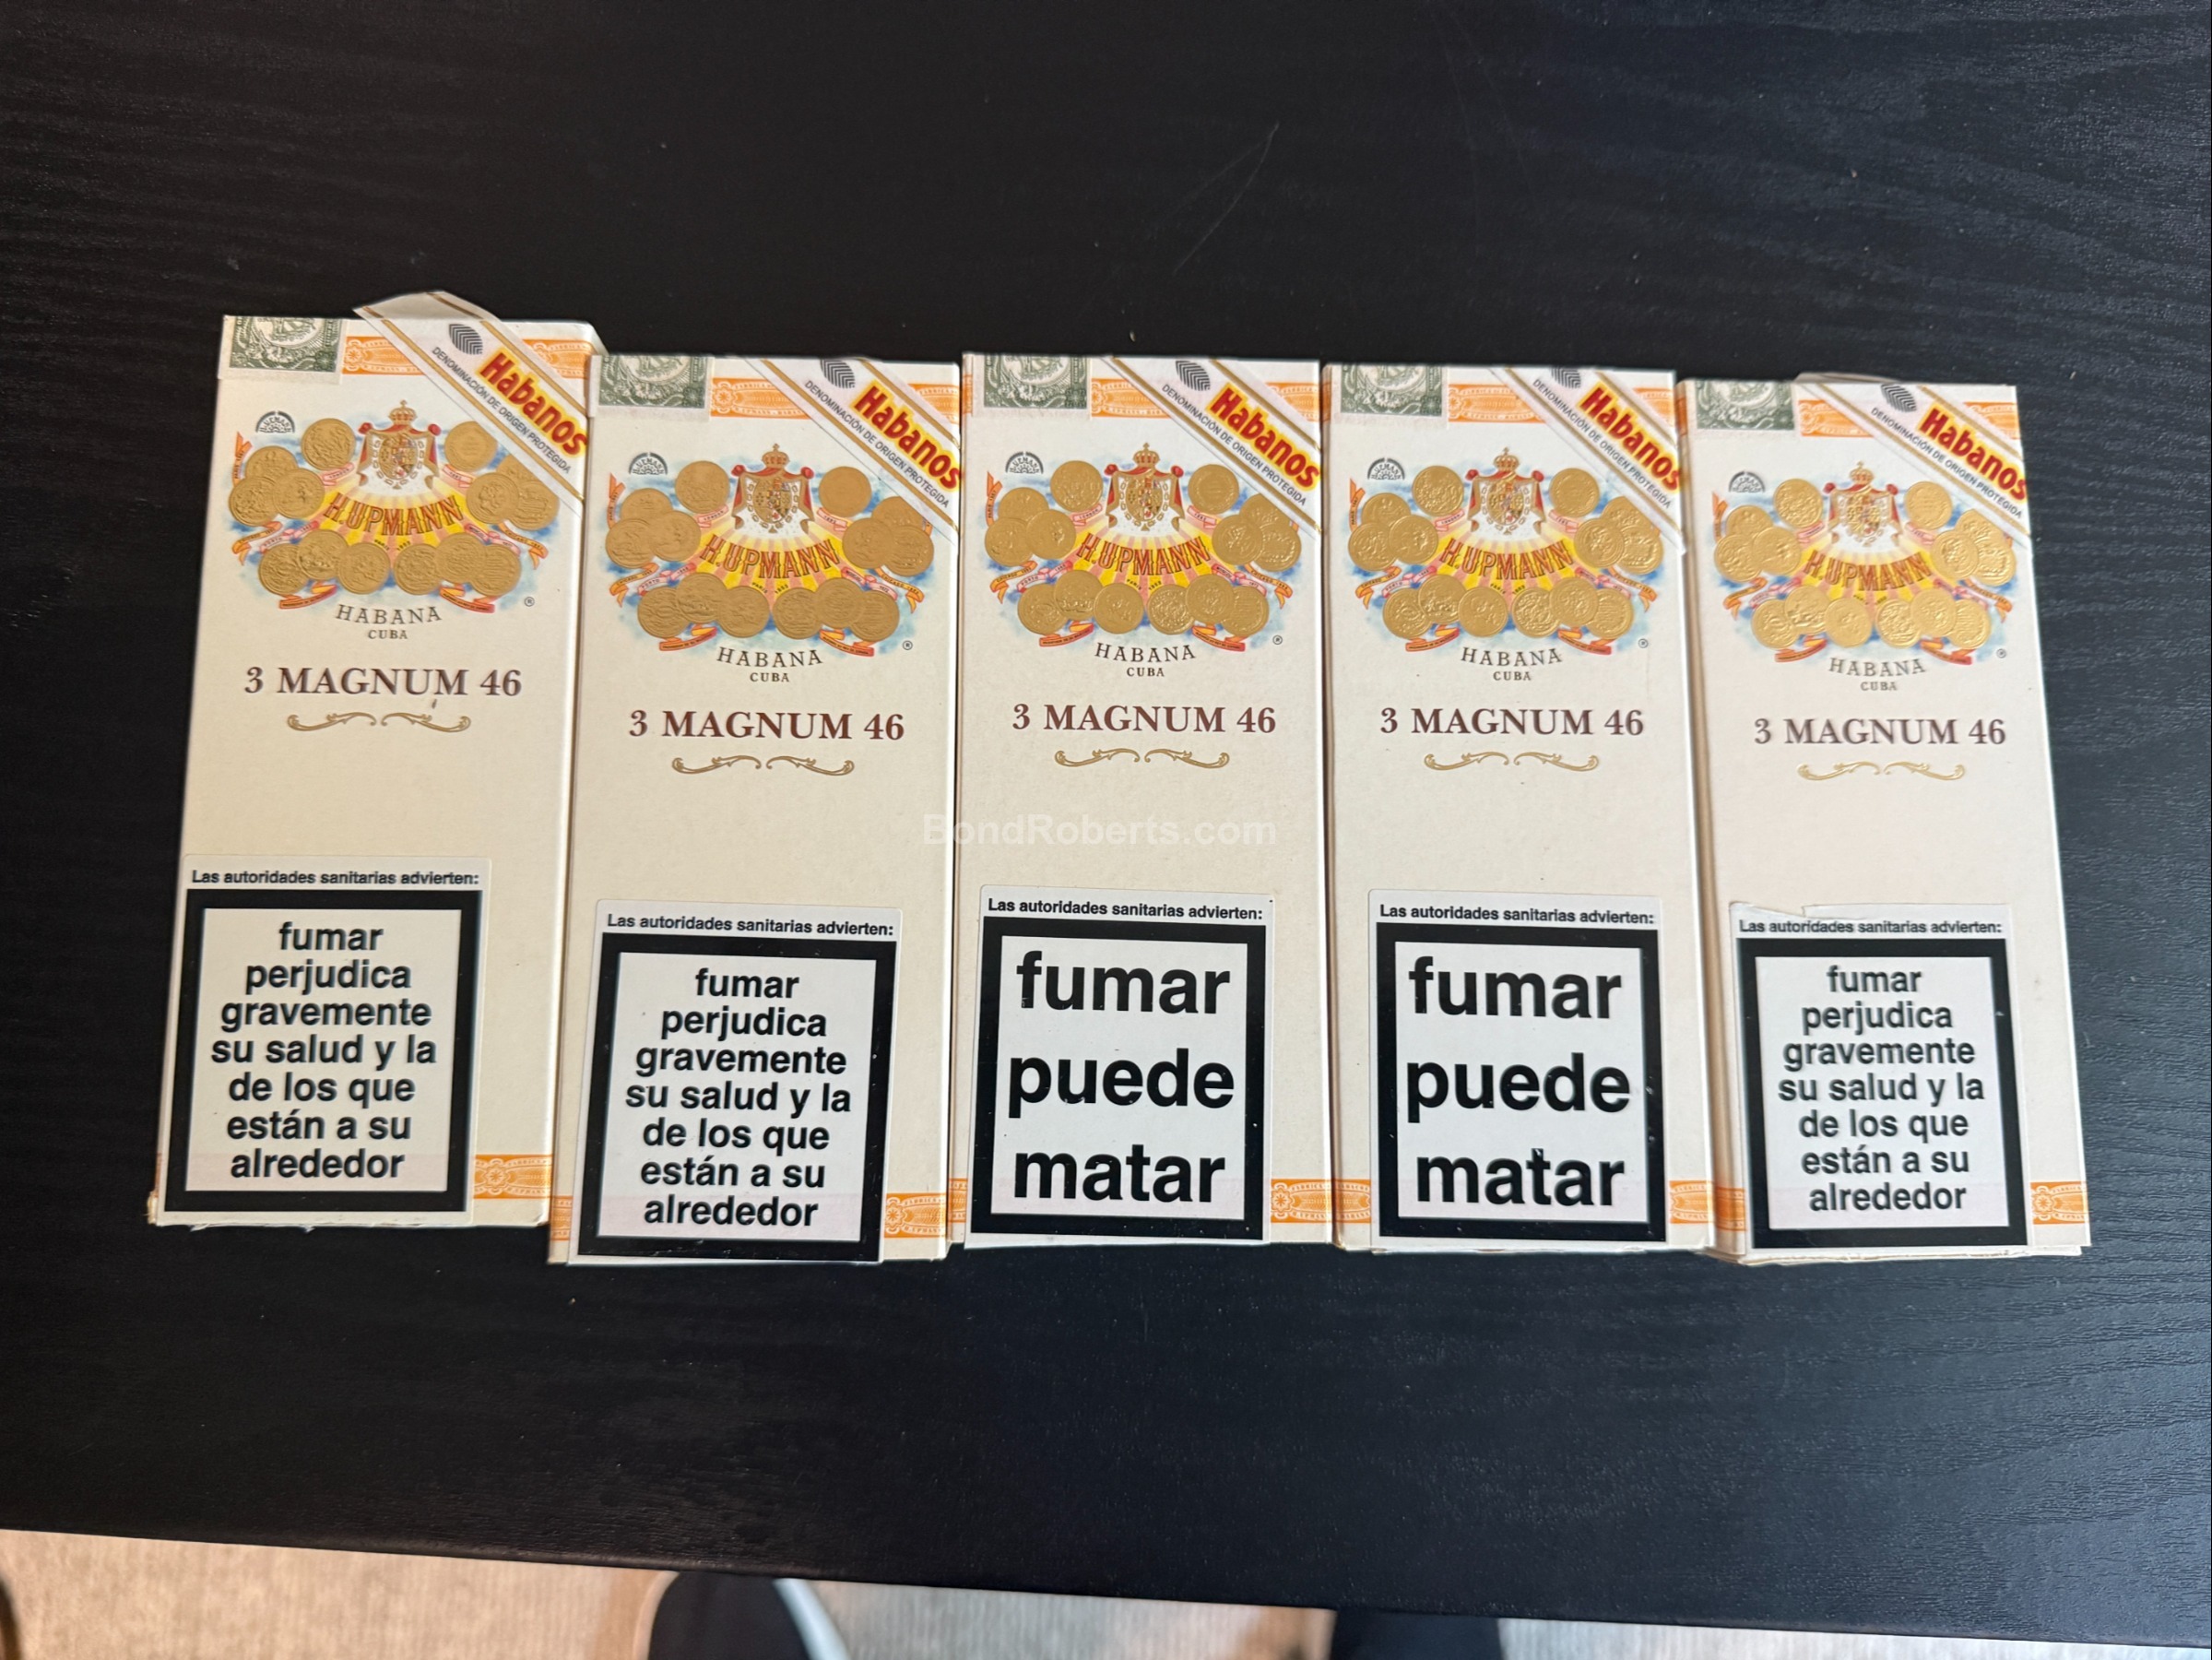 Habanos
DENOMINACIÓN DE ORIGEN PROTEGIDA
H.UPMANN
HABANA
CUBA
3 MAGNUM 46
Las autoridades sanitarias advierten:
fumar
perjudica
gravemente
su salud y la
de los que
están a su
alrededor
Habanos
DENOMINACIÓN DE ORIGEN PROTEGIDA
H.UPMANN
HABANA
CUBA
3 MAGNUM 46
Las autoridades sanitarias advierten:
fumar
perjudica
gravemente
su salud y la
de los que
están a su
alrededor
Habanos
DENOMINACIÓN DE ORIGEN PROTEGIDA
H.UPMANN
HABANA
CUBA
3 MAGNUM 46
Las autoridades sanitarias advierten:
fumar
puede
matar
Habanos
DENOMINACIÓN DE ORIGEN PROTEGIDA
H.UPMANN
HABANA
CUBA
3 MAGNUM 46
Las autoridades sanitarias advierten:
fumar
puede
matar
Habanos
DENOMINACIÓN DE ORIGEN PROTEGIDA
H.UPMANN
HABANA
CUBA
3 MAGNUM 46
Las autoridades sanitarias advierten:
fumar
perjudica
gravemente
su salud y la
de los que
están a su
alrededor
BondRoberts.com